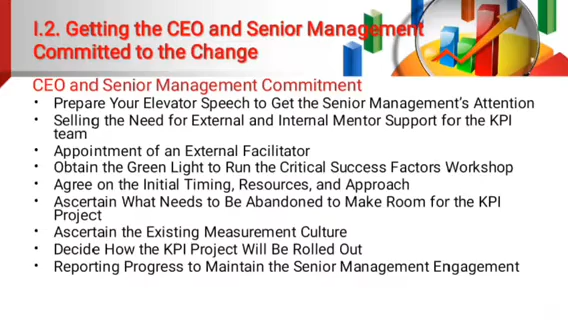 I.2. Getting the CEO and Senior Management
Committed to the Change
CEO and Senior Management Commitment
• Prepare Your Elevator Speech to Get the Senior Management's Attention
• Selling the Need for External and Internal Mentor Support for the KPI
team
• Appointment of an External Facilitator
• Obtain the Green Light to Run the Critical Success Factors Workshop
• Agree on the Initial Timing, Resources, and Approach
• Ascertain What Needs to Be Abandoned to Make Room for the KPI
Project
• Ascertain the Existing Measurement Culture
• Decide How the KPI Project Will Be Rolled Out
• Reporting Progress to Maintain the Senior Management Engagement